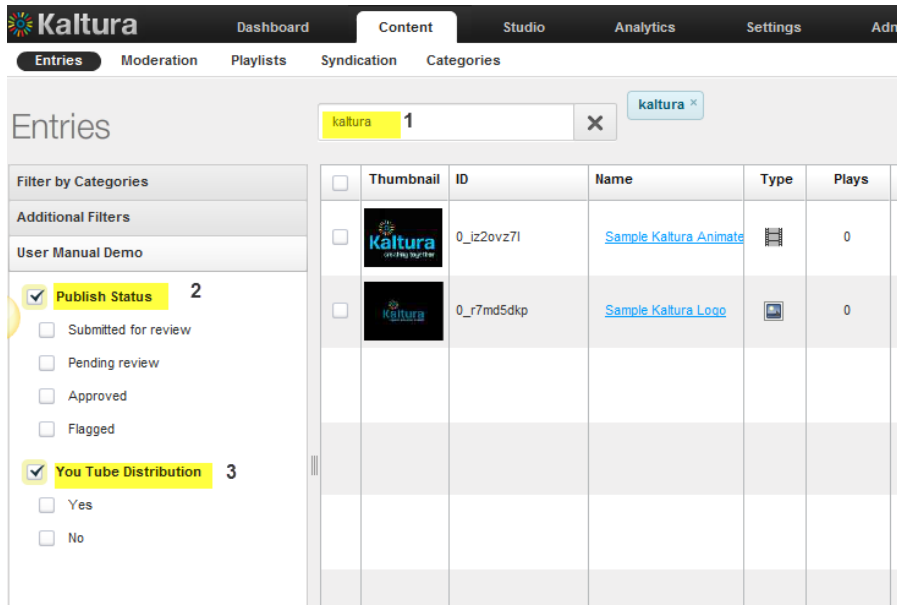 Kaltura
Dashboard Content Studio Analytics Settings Adm
Entries Moderation Playlists Syndication Categories
Entries
kaltura 1
kaltura ×
Filter by Categories
Additional Filters
User Manual Demo
Publish Status 2
Submitted for review
Pending review
Approved
Flagged
You Tube Distribution 3
Yes
No
Thumbnail ID Name Type Plays
Kaltura 0_iz2ovz7l Sample Kaltura Animate 0
Kaltura 0_r7md5dkp Sample Kaltura Logo 0